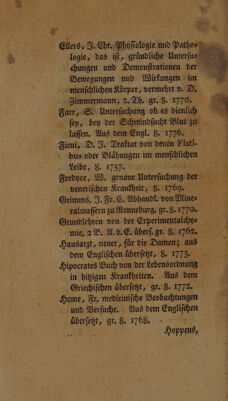 Ellers, J. Chr. Physiologie und Patho-
logie, das ist, gründliche Untersu-
chungen und Demonstrationen der
Bewegungen und Wirkungen im
menschlichen Körper, vermehrt v. D.
Zimmermann, 2. Th. gr. 8. 1770.
Farr, S. Untersuchung ob es dienlich
sey, bey der Schwindsucht Blut zu
lassen. Aus dem Engl. 8. 1776.
Fieni, D. J. Traktat von denen Flati-
bus oder Blähungen im menschlichen
Leibe, 8. 1757.
Fordyce, W. genaue Untersuchung der
venerischen Krankheit, 8. 1769.
Grimms, J. Fr. C. Abhandl. von Mine-
ralwassern zu Ronneburg, gr. 8. 1770.
Grundlehren von der Experimentalchy-
mie, 2 B. A. d. E. übers. gr. 8. 1762.
Hausarzt, neuer, für die Damen; aus
dem Englischen übersetzt, 8. 1773.
Hipocrates Buch von der Lebensordnung
in hitzigen Krankheiten. Aus dem
Griechischen übersetzt, gr. 8. 1772.
Home, Fr. medicinische Beobachtungen
und Versuche. Aus dem Englischen
übersetzt, gr. 8. 1768.
Hoppens,